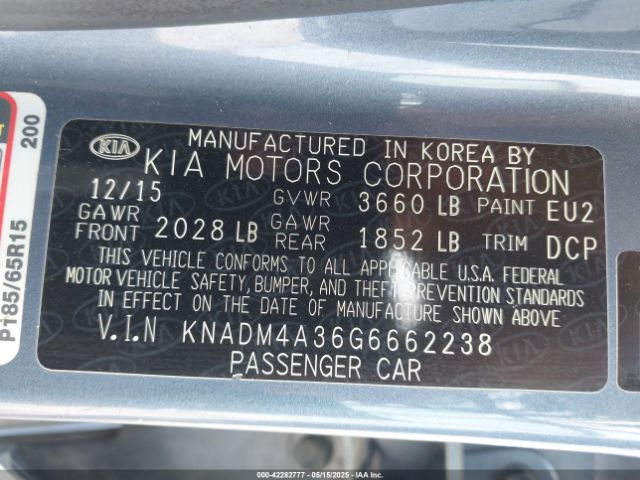 KIA
MANUFACTURED IN KOREA BY
KIA MOTORS CORPORATION
12/15 GVWR 3660 LB PAINT EU2
GAWR FRONT 2028 LB GAWR REAR 1852 LB TRIM DCP
THIS VEHICLE CONFORMS TO ALL APPLICABLE U.S.A. FEDERAL
MOTOR VEHICLE SAFETY, BUMPER, AND THEFT PREVENTION STANDARDS
IN EFFECT ON THE DATE OF MANUFACTURE SHOWN ABOVE
V.I.N KNADM4A36G6662238
PASSENGER CAR
P185/65R15
200
000-42282777 - 05/15/2025 - IAA Inc.